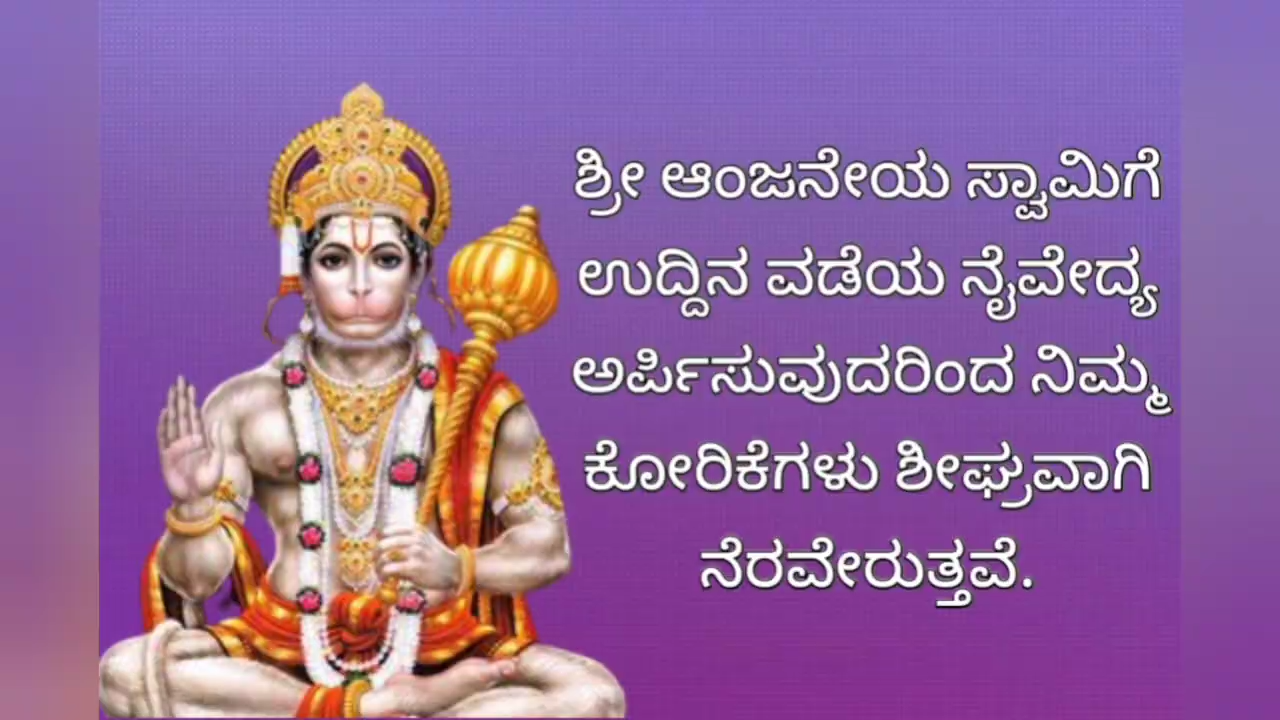 ಶ್ರೀ ಆಂಜನೇಯ ಸ್ವಾಮಿಗೆ
ಉದ್ದಿನ ವಡೆಯ ನೈವೇದ್ಯ
ಅರ್ಪಿಸುವುದರಿಂದ ನಿಮ್ಮ
ಕೋರಿಕೆಗಳು ಶೀಘ್ರವಾಗಿ
ನೆರವೇರುತ್ತವೆ.